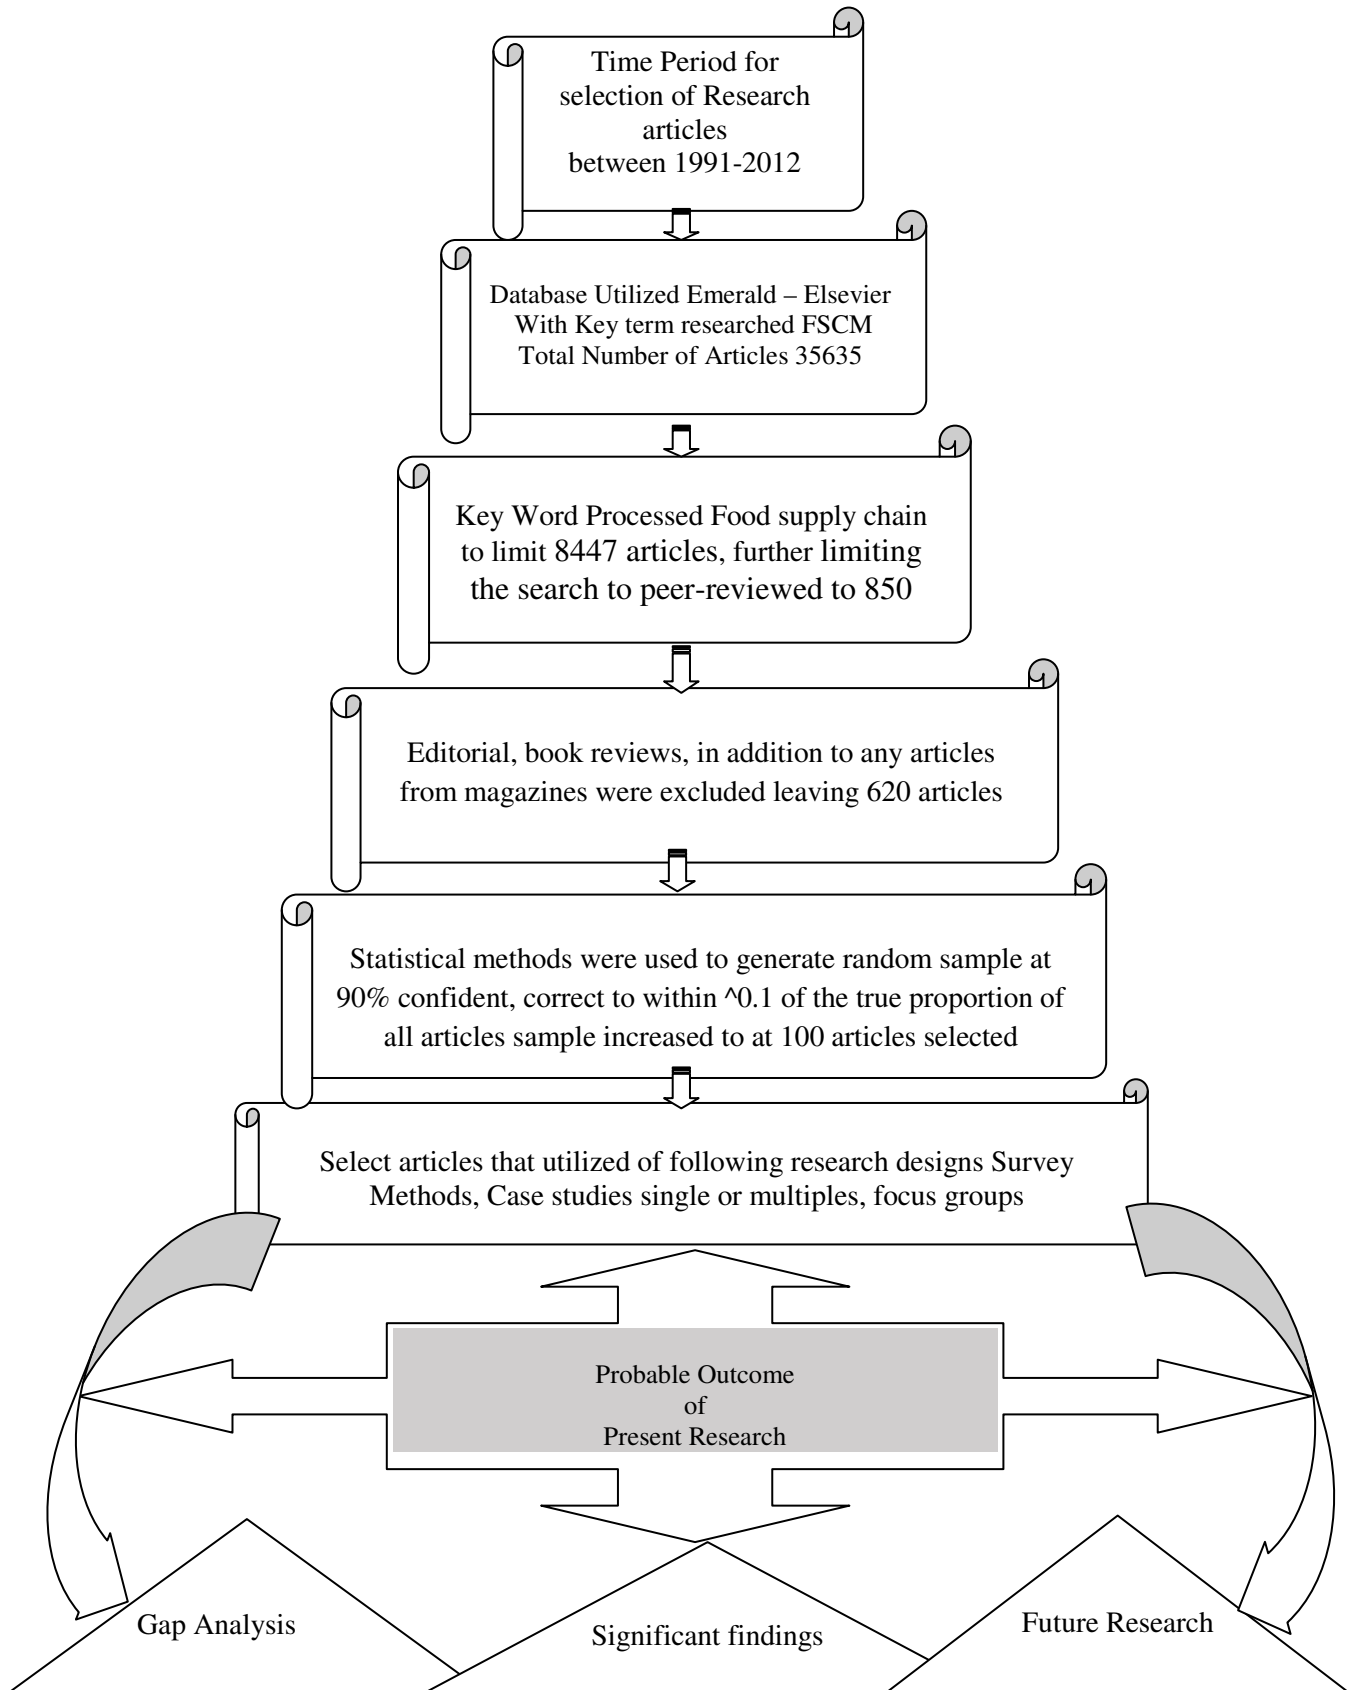 Time Period for
selection of Research
articles
between 1991-2012
Database Utilized Emerald – Elsevier
With Key term researched FSCM
Total Number of Articles 35635
Key Word Processed Food supply chain
to limit 8447 articles, further limiting
the search to peer-reviewed to 850
Editorial, book reviews, in addition to any articles
from magazines were excluded leaving 620 articles
Statistical methods were used to generate random sample at
90% confident, correct to within ^0.1 of the true proportion of
all articles sample increased to at 100 articles selected
Select articles that utilized of following research designs Survey
Methods, Case studies single or multiples, focus groups
Probable Outcome
of
Present Research
Gap Analysis
Significant findings
Future Research